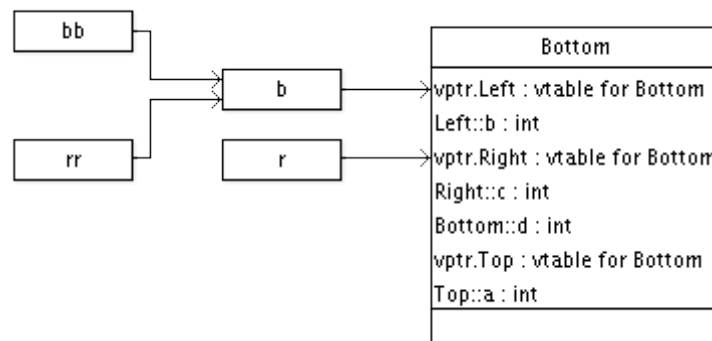 bb
b
rr
r
Bottom
vptr.Left : vtable for Bottom
Left::b : int
vptr.Right : vtable for Bottom
Right::c : int
Bottom::d : int
vptr.Top : vtable for Bottom
Top::a : int